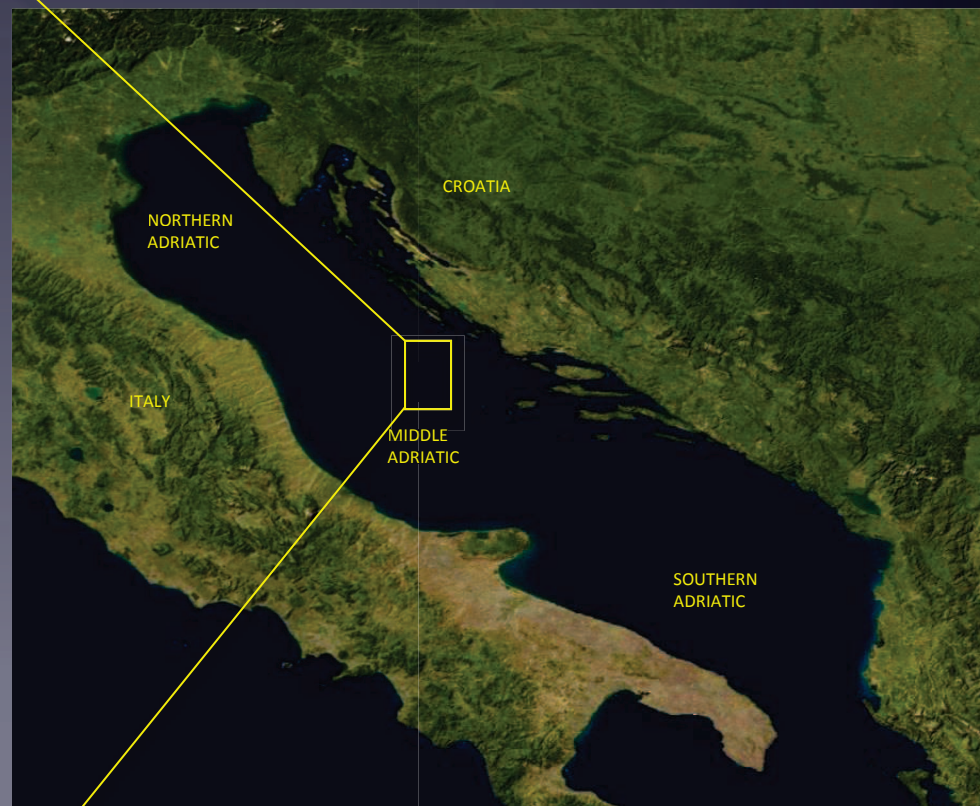 CROATIA
NORTHERN
ADRIATIC
ITALY
MIDDLE
ADRIATIC
SOUTHERN
ADRIATIC